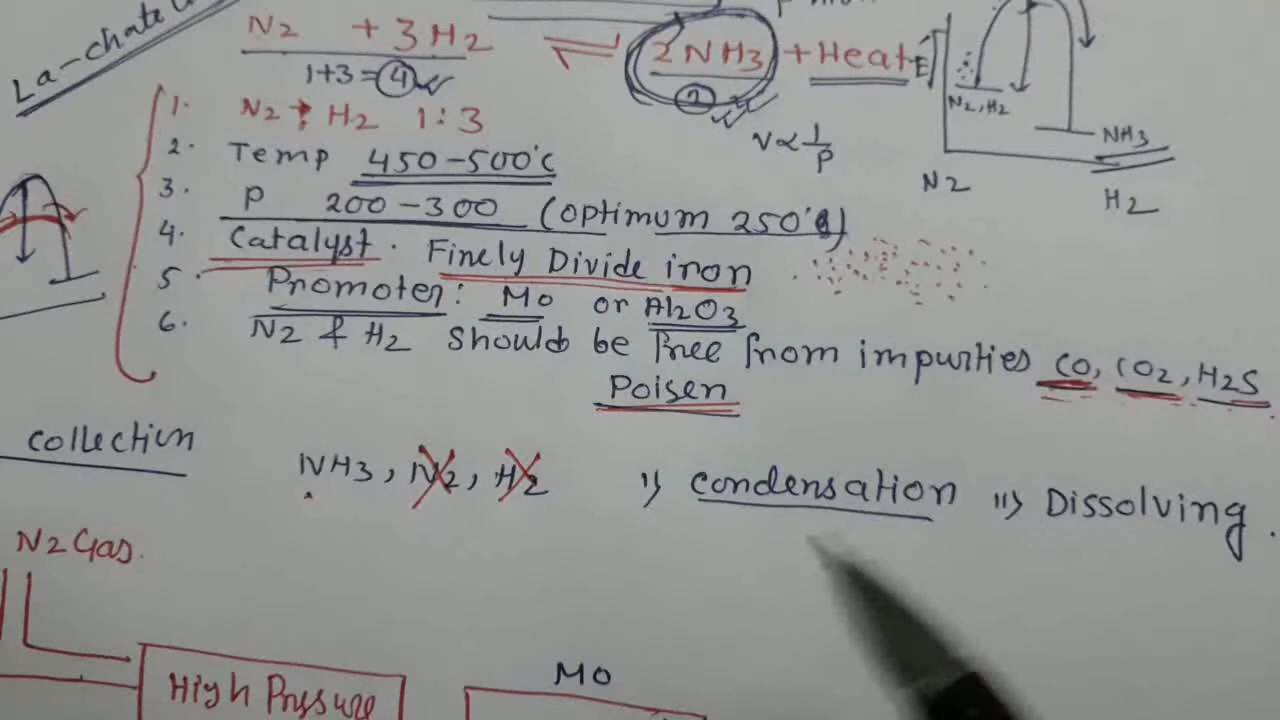 La-chate
N2 + 3H2 ⇌ 2NH3 + Heat
1+3=4 ✓
2
V∝1/P
E
N2, H2
NH3
N2
H2
1. N2 : H2 1:3
2. Temp 450-500°C
3. P 200-300 (optimum 250
4. Catalyst. Finely Divide iron
5. Promoter: Mo or Al2O3
6. N2 & H2 should be free from impurties CO, CO2, H2S
Poisen
Collection
NH3, N2, H2 i) condensation ii) Dissolving.
N2 Gas.
High Pressure
Mo